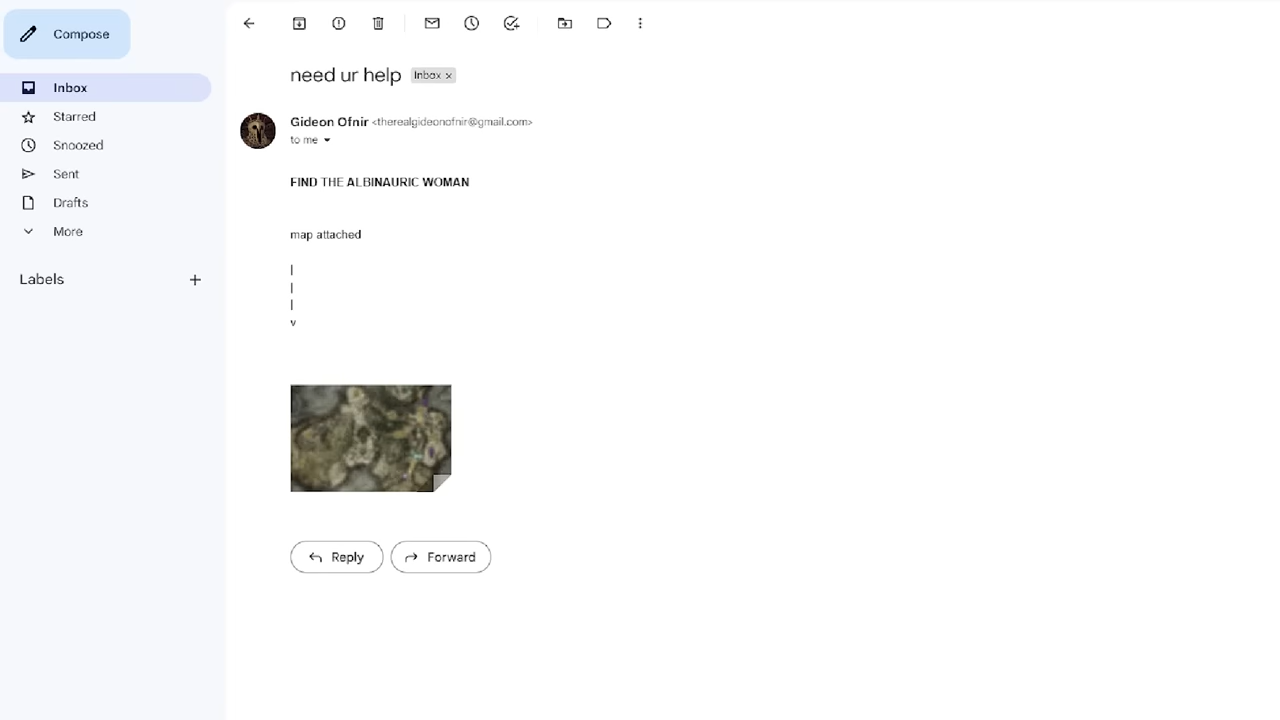 Compose
Inbox
Starred
Snoozed
Sent
Drafts
More
Labels
need ur help Inbox x
Gideon Ofnir <therealgideonofnir@gmail.com>
to me
FIND THE ALBINAURIC WOMAN
map attached
|
|
|
v
Reply Forward